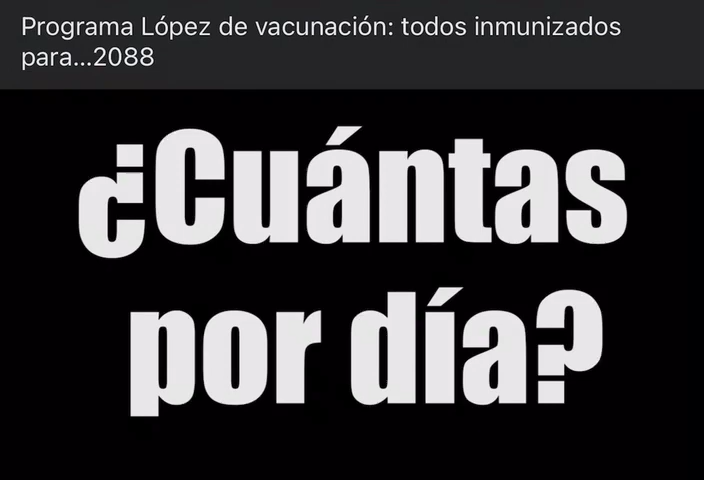 Programa López de vacunación: todos inmunizados
para...2088
¿Cuántas
por día?